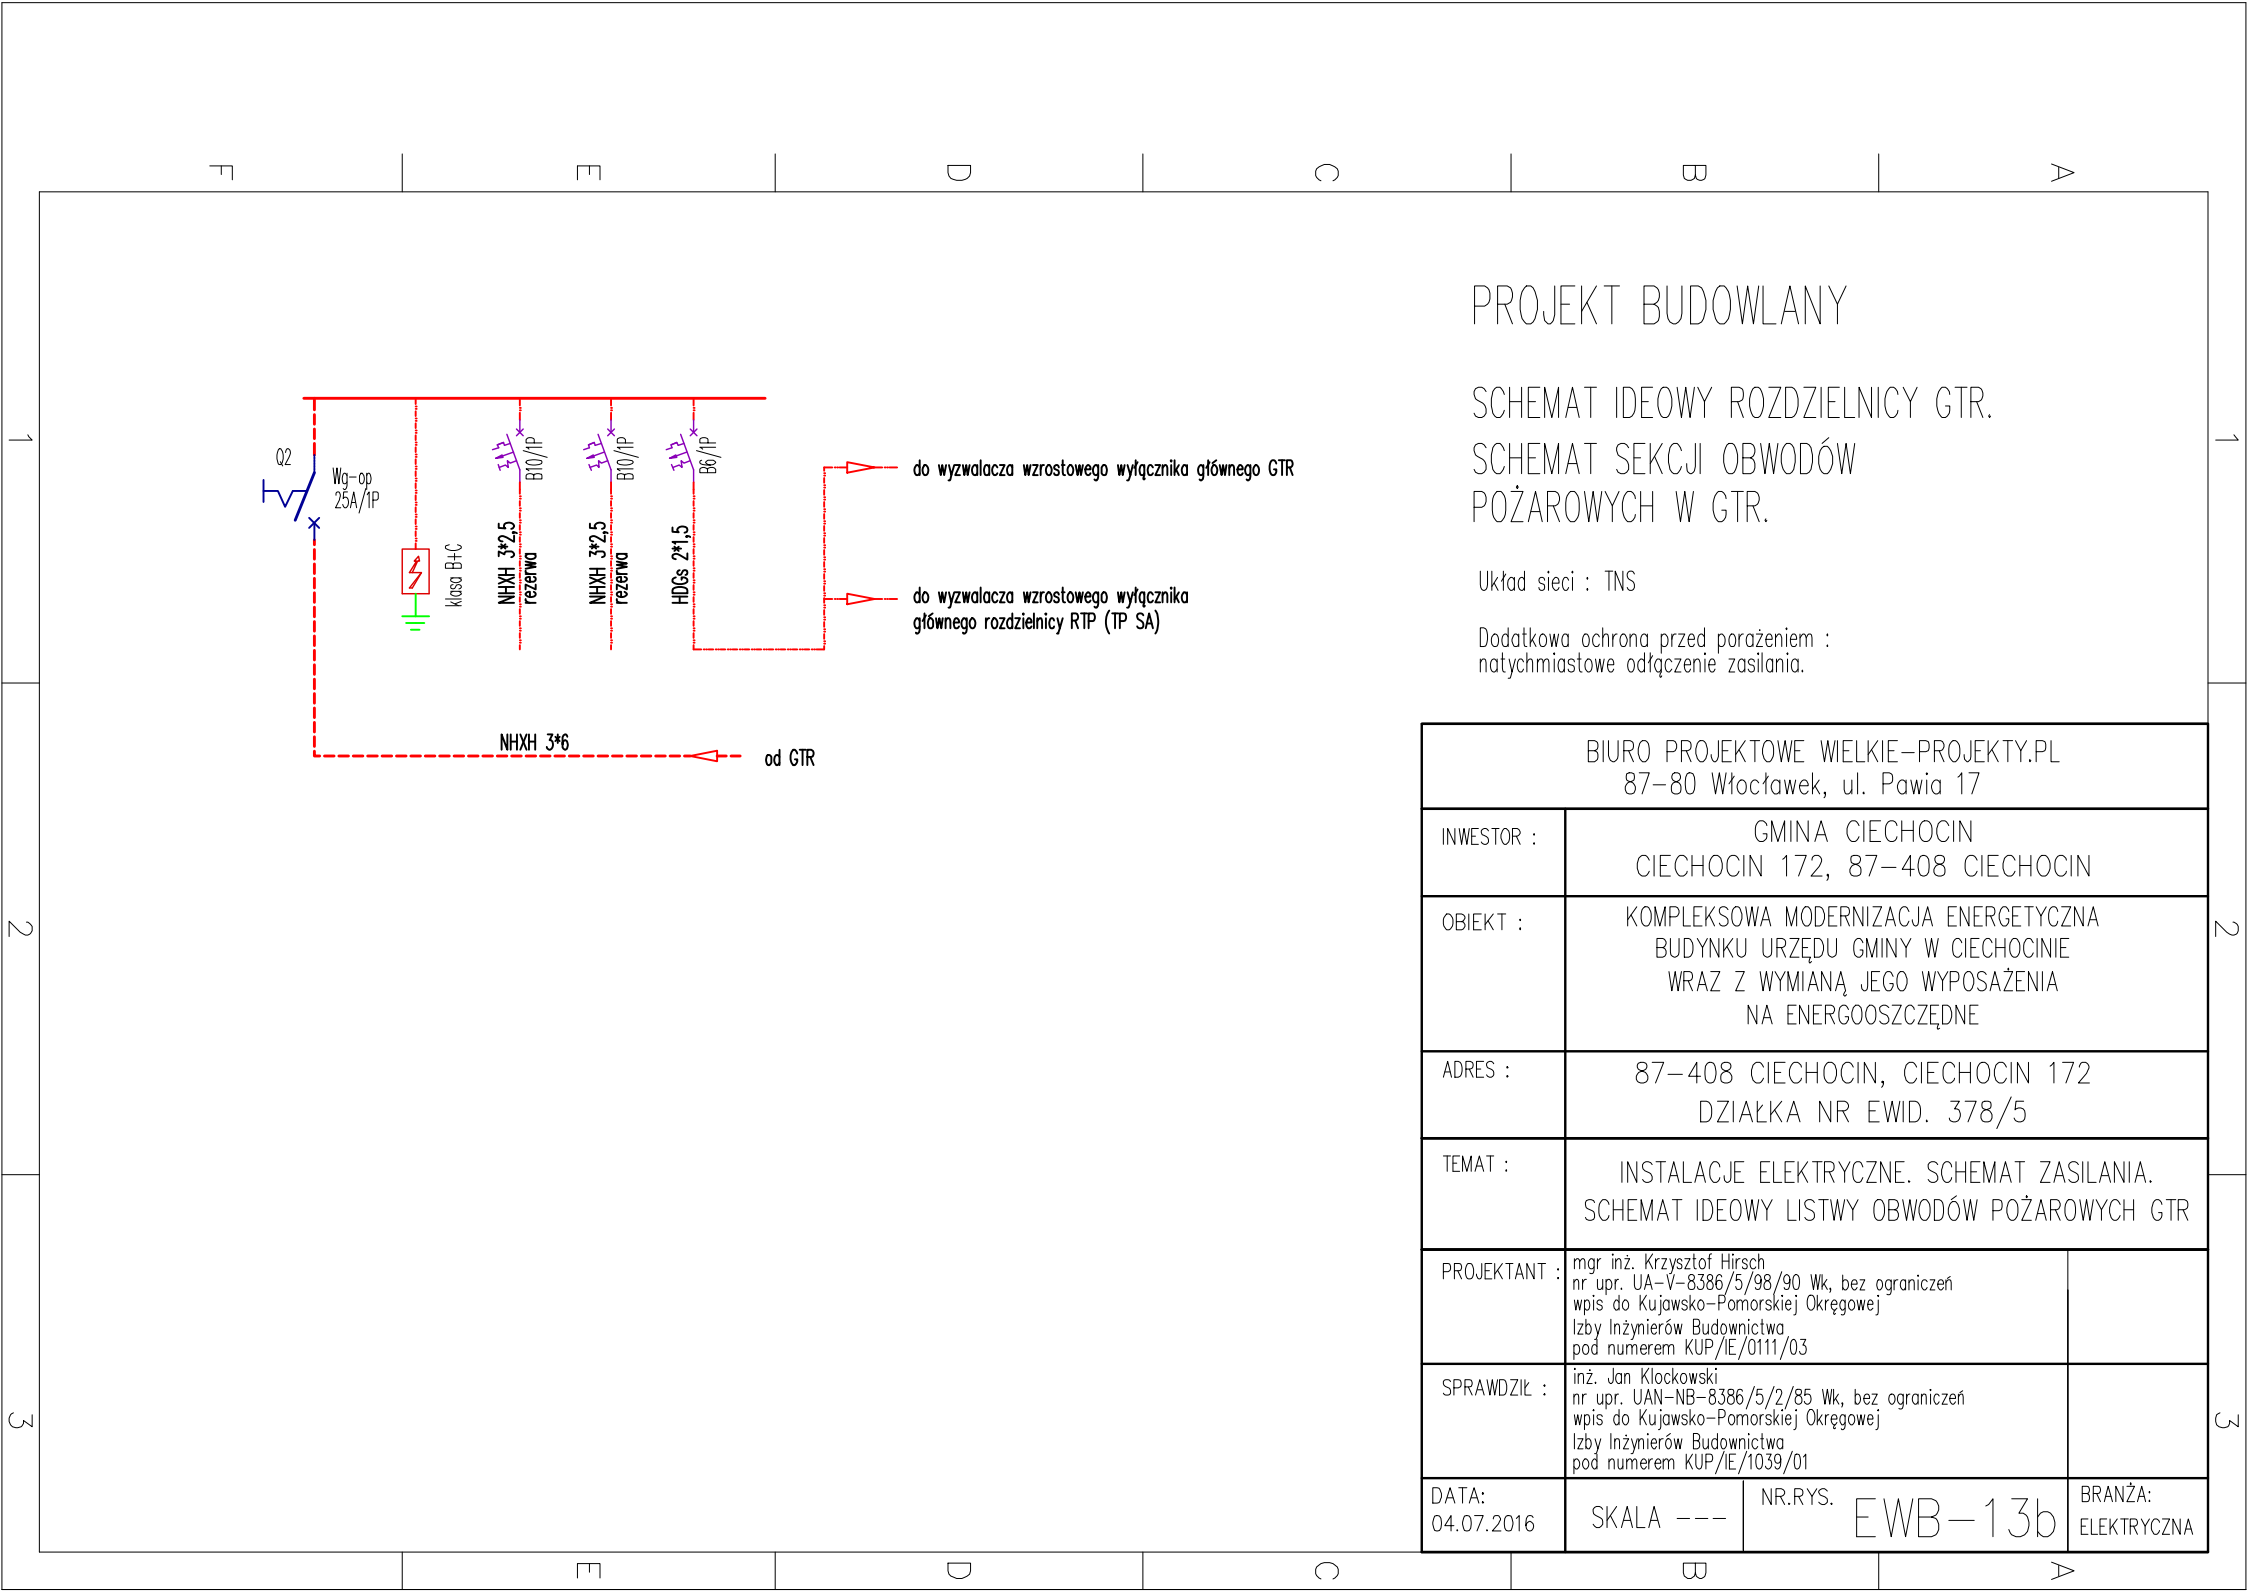 F
E
D
C
B
A
1
1
PROJEKT BUDOWLANY
SCHEMAT IDEOWY ROZDZIELNICY GTR.
SCHEMAT SEKCJI OBWODÓW
POŻAROWYCH W GTR.
Układ sieci : TNS
Dodatkowa ochrona przed porażeniem :
natychmiastowe odłączenie zasilania.
Q2
Wg-op
25A/1P
klasa B+C
B10/1P
NHXH 3*2,5
rezerwa
B10/1P
NHXH 3*2,5
rezerwa
B6/1P
HDGs 2*1,5
do wyzwalacza wzrostowego wyłącznika głównego GTR
do wyzwalacza wzrostowego wyłącznika
głównego rozdzielnicy RTP (TP SA)
NHXH 3*6
od GTR
BIURO PROJEKTOWE WIELKIE-PROJEKTY.PL
87-80 Włocławek, ul. Pawia 17
INWESTOR :
GMINA CIECHOCIN
CIECHOCIN 172, 87-408 CIECHOCIN
2
2
OBIEKT :
KOMPLEKSOWA MODERNIZACJA ENERGETYCZNA
BUDYNKU URZĘDU GMINY W CIECHOCINIE
WRAZ Z WYMIANĄ JEGO WYPOSAŻENIA
NA ENERGOOSZCZĘDNE
ADRES :
87-408 CIECHOCIN, CIECHOCIN 172
DZIAŁKA NR EWID. 378/5
TEMAT :
INSTALACJE ELEKTRYCZNE. SCHEMAT ZASILANIA.
SCHEMAT IDEOWY LISTWY OBWODÓW POŻAROWYCH GTR
PROJEKTANT :
mgr inż. Krzysztof Hirsch
nr upr. UA-V-8386/5/98/90 Wk, bez ograniczeń
wpis do Kujawsko-Pomorskiej Okręgowej
Izby Inżynierów Budownictwa
pod numerem KUP/IE/0111/03
SPRAWDZIŁ :
inż. Jan Klockowski
nr upr. UAN-NB-8386/5/2/85 Wk, bez ograniczeń
wpis do Kujawsko-Pomorskiej Okręgowej
Izby Inżynierów Budownictwa
pod numerem KUP/IE/1039/01
3
3
DATA:
04.07.2016
SKALA ---
NR.RYS.
EWB-13b
BRANŻA:
ELEKTRYCZNA
E
D
C
B
A